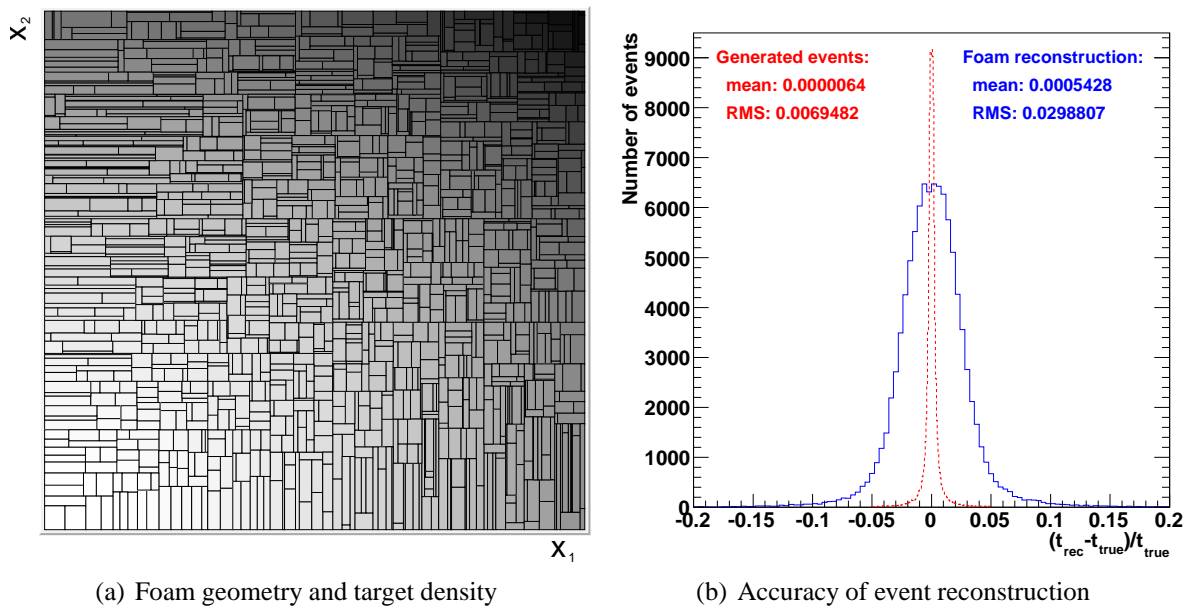 X2
X1
(a) Foam geometry and target density
Number of events
9000
8000
7000
6000
5000
4000
3000
2000
1000
0
Generated events:
mean: 0.0000064
RMS: 0.0069482
Foam reconstruction:
mean: 0.0005428
RMS: 0.0298807
-0.2 -0.15 -0.1 -0.05 0 0.05 0.1 0.15 0.2
(t_rec-t_true)/t_true
(b) Accuracy of event reconstruction